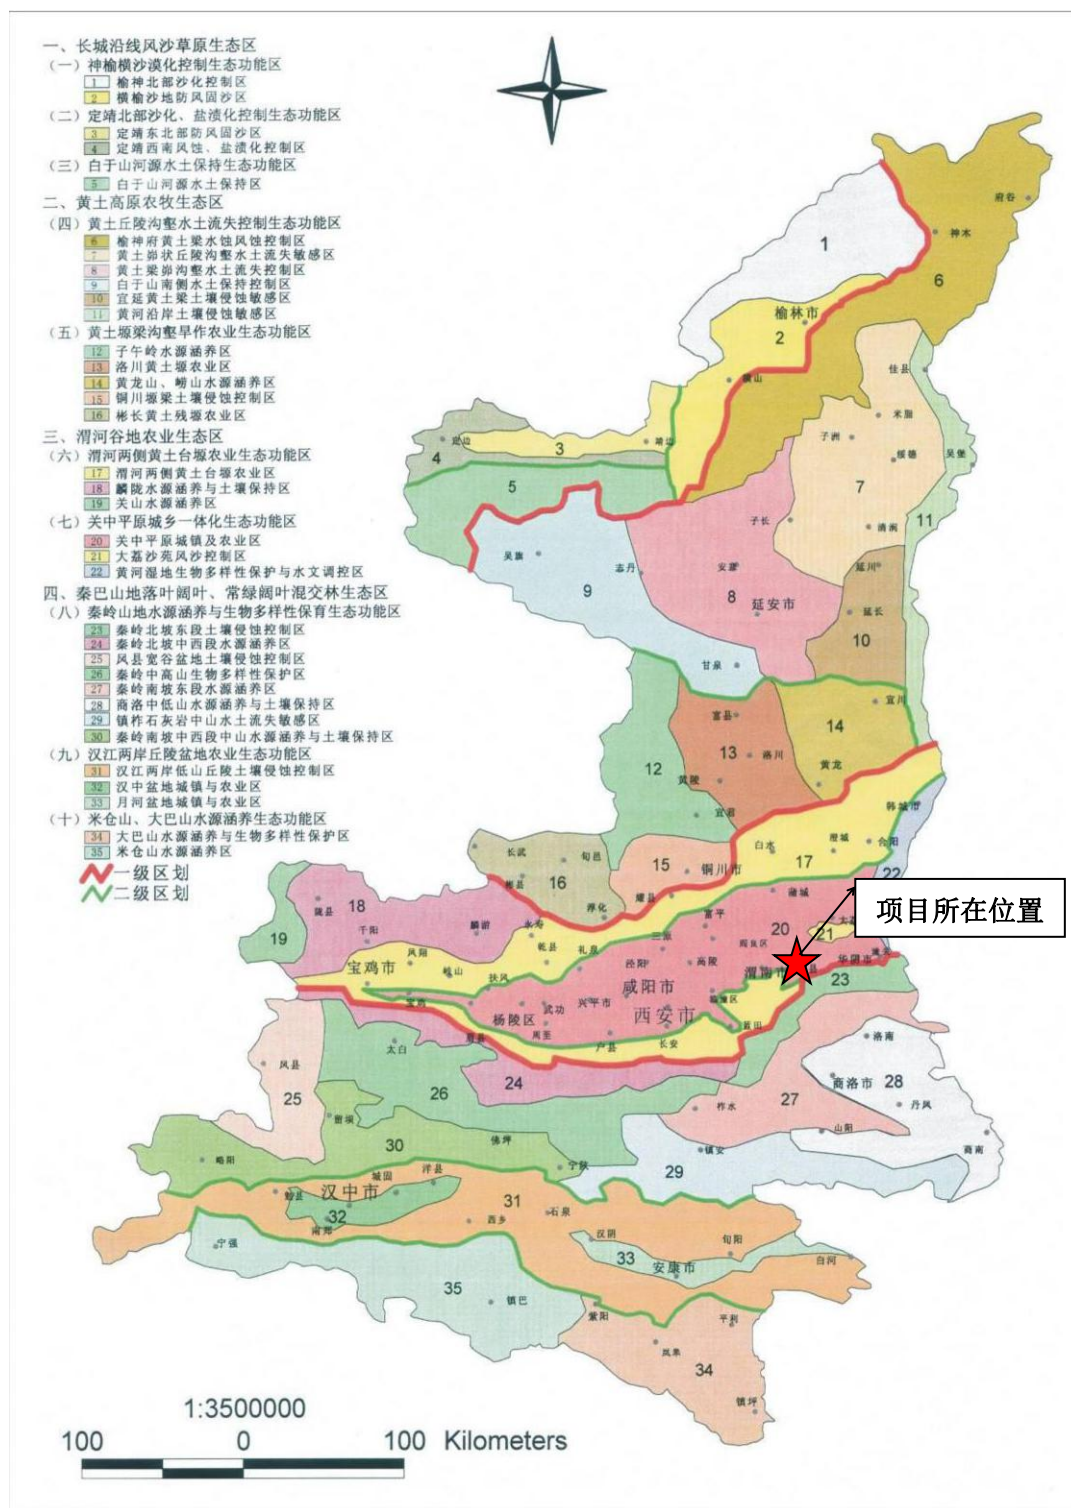 一、长城沿线风沙草原生态区
（一）神榆横沙漠化控制生态功能区
1 榆神北部沙化控制区
2 横榆沙地防风固沙区
（二）定靖北部沙化、盐渍化控制生态功能区
3 定靖东北部防风固沙区
4 定靖西南风蚀、盐渍化控制区
（三）白于山河源水土保持生态功能区
5 白于山河源水土保持区
二、黄土高原农牧生态区
（四）黄土丘陵沟壑水土流失控制生态功能区
6 榆神府黄土梁水蚀风蚀控制区
7 黄土峁状丘陵沟壑水土流失敏感区
8 黄土梁峁沟壑水土流失控制区
9 白于山南侧水土保持控制区
10 宜延黄土梁土壤侵蚀敏感区
11 黄河沿岸土壤侵蚀敏感区
（五）黄土塬梁沟壑旱作农业生态功能区
12 子午岭水源涵养区
13 洛川黄土塬农业区
14 黄龙山、崂山水源涵养区
15 铜川塬梁土壤侵蚀控制区
16 彬长黄土残塬农业区
三、渭河谷地农业生态区
（六）渭河两侧黄土台塬农业生态功能区
17 渭河两侧黄土台塬农业区
18 麟陇水源涵养与土壤保持区
19 关山水源涵养区
（七）关中平原城乡一体化生态功能区
20 关中平原城镇及农业区
21 大荔沙苑风沙控制区
22 黄河湿地生物多样性保护与水文调控区
四、秦巴山地落叶阔叶、常绿阔叶混交林生态区
（八）秦岭山地水源涵养与生物多样性保育生态功能区
23 秦岭北坡东段土壤侵蚀控制区
24 秦岭北坡中西段水源涵养区
25 凤县宽谷盆地土壤侵蚀控制区
26 秦岭中高山生物多样性保护区
27 秦岭南坡东段水源涵养区
28 商洛中低山水源涵养与土壤保持区
29 镇柞石灰岩中山水土流失敏感区
30 秦岭南坡中西段中山水源涵养与土壤保持区
（九）汉江两岸丘陵盆地农业生态功能区
31 汉江两岸低山丘陵土壤侵蚀控制区
32 汉中盆地城镇与农业区
33 月河盆地城镇与农业区
（十）米仓山、大巴山水源涵养生态功能区
34 大巴山水源涵养与生物多样性保护区
35 米仓山水源涵养区
一级区划
二级区划
府谷
神木
1
6
榆林市
2
横山
佳县
米脂
子洲
定边
3
靖边
4
绥德
吴堡
5
7
子长
清涧
11
吴旗
志丹
安塞
延川
9
8
延安市
延长
10
甘泉
宜川
富县
14
12
13
洛川
黄陵
黄龙
宜君
韩城市
白水
澄城
合阳
长武
旬邑
15
17
铜川市
22
彬县
16
耀县
蒲城
淳化
项目所在位置
18
陇县
千阳
麟游
永寿
富平
20
21
19
乾县
礼泉
三原
阎良区
凤翔
华阴市
潼关
宝鸡市
岐山
扶风
泾阳
高陵
渭南市
23
咸阳市
宝鸡
武功
兴平市
临潼区
杨陵区
西安市
蓝田
眉县
周至
户县
长安
洛南
太白
凤县
24
商洛市
28
25
26
27
丹凤
柞水
留坝
山阳
佛坪
30
镇安
商南
略阳
宁陕
29
城固
洋县
勉县
汉中市
31
石泉
32
西乡
南郑
汉阴
旬阳
宁强
33
安康市
白河
35
镇巴
紫阳
平利
岚皋
34
镇坪
1:3500000
100 0 100 Kilometers